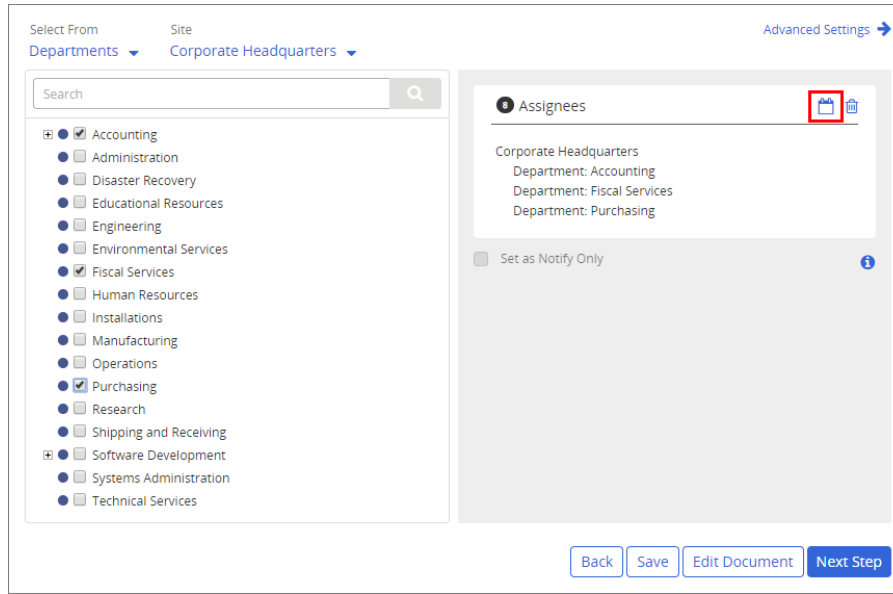 Select From
Site
Advanced Settings
Departments
Corporate Headquarters
Search
Accounting
Administration
Disaster Recovery
Educational Resources
Engineering
Environmental Services
Fiscal Services
Human Resources
Installations
Manufacturing
Operations
Purchasing
Research
Shipping and Receiving
Software Development
Systems Administration
Technical Services
8 Assignees
Corporate Headquarters
Department: Accounting
Department: Fiscal Services
Department: Purchasing
Set as Notify Only
Back
Save
Edit Document
Next Step